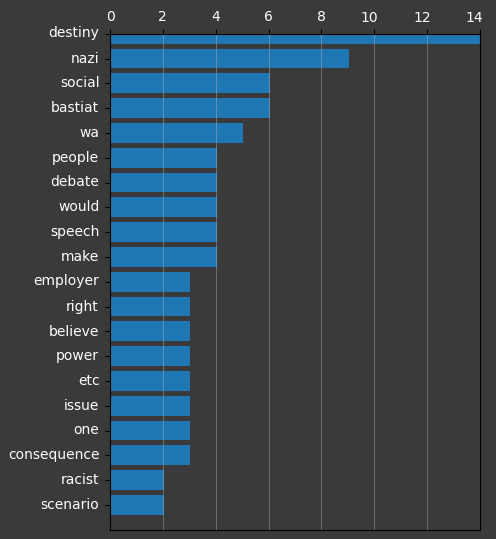 0 2 4 6 8 10 12 14
destiny
nazi
social
bastiat
wa
people
debate
would
speech
make
employer
right
believe
power
etc
issue
one
consequence
racist
scenario